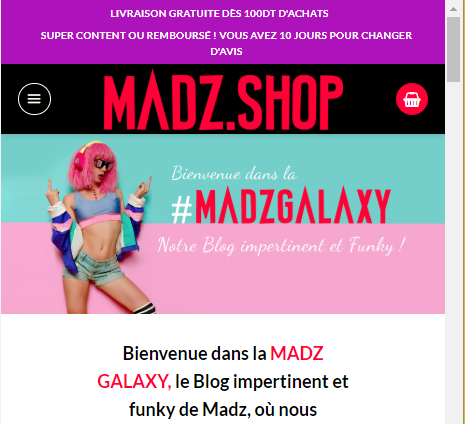 LIVRAISON GRATUITE DÈS 100DT D'ACHATS
SUPER CONTENT OU REMBOURSÉ ! VOUS AVEZ 10 JOURS POUR CHANGER
D'AVIS
MADZ.SHOP
Bienvenue dans la
#MADZGALAXY
Notre Blog impertinent et Funky !
Bienvenue dans la MADZ
GALAXY, le Blog impertinent et
funky de Madz, où nous